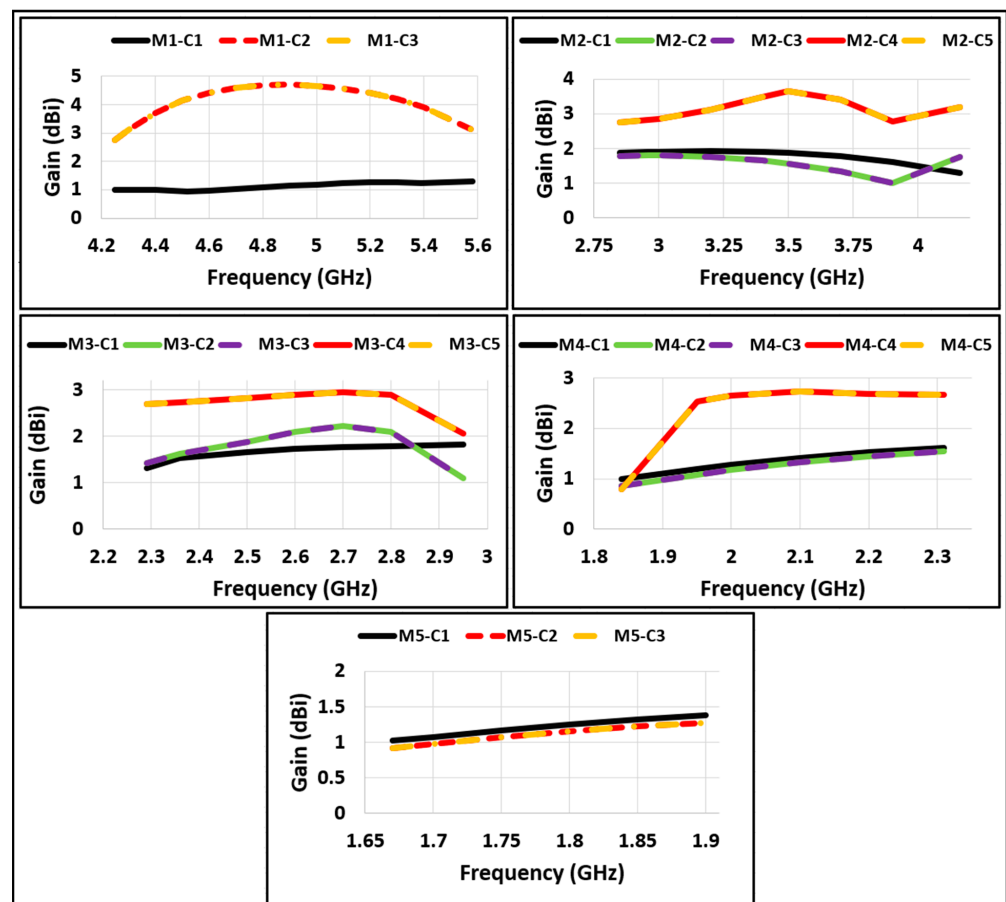 M1-C1 M1-C2 M1-C3
Gain (dBi)
5
4
3
2
1
0
4.2 4.4 4.6 4.8 5 5.2 5.4 5.6
Frequency (GHz)
M2-C1 M2-C2 M2-C3 M2-C4 M2-C5
Gain (dBi)
4
3
2
1
0
2.75 3 3.25 3.5 3.75 4
Frequency (GHz)
M3-C1 M3-C2 M3-C3 M3-C4 M3-C5
Gain (dBi)
3
2
1
0
2.2 2.3 2.4 2.5 2.6 2.7 2.8 2.9 3
Frequency (GHz)
M4-C1 M4-C2 M4-C3 M4-C4 M4-C5
Gain (dBi)
3
2
1
0
1.8 1.9 2 2.1 2.2 2.3
Frequency (GHz)
M5-C1 M5-C2 M5-C3
Gain (dBi)
2
1.5
1
0.5
0
1.65 1.7 1.75 1.8 1.85 1.9
Frequency (GHz)